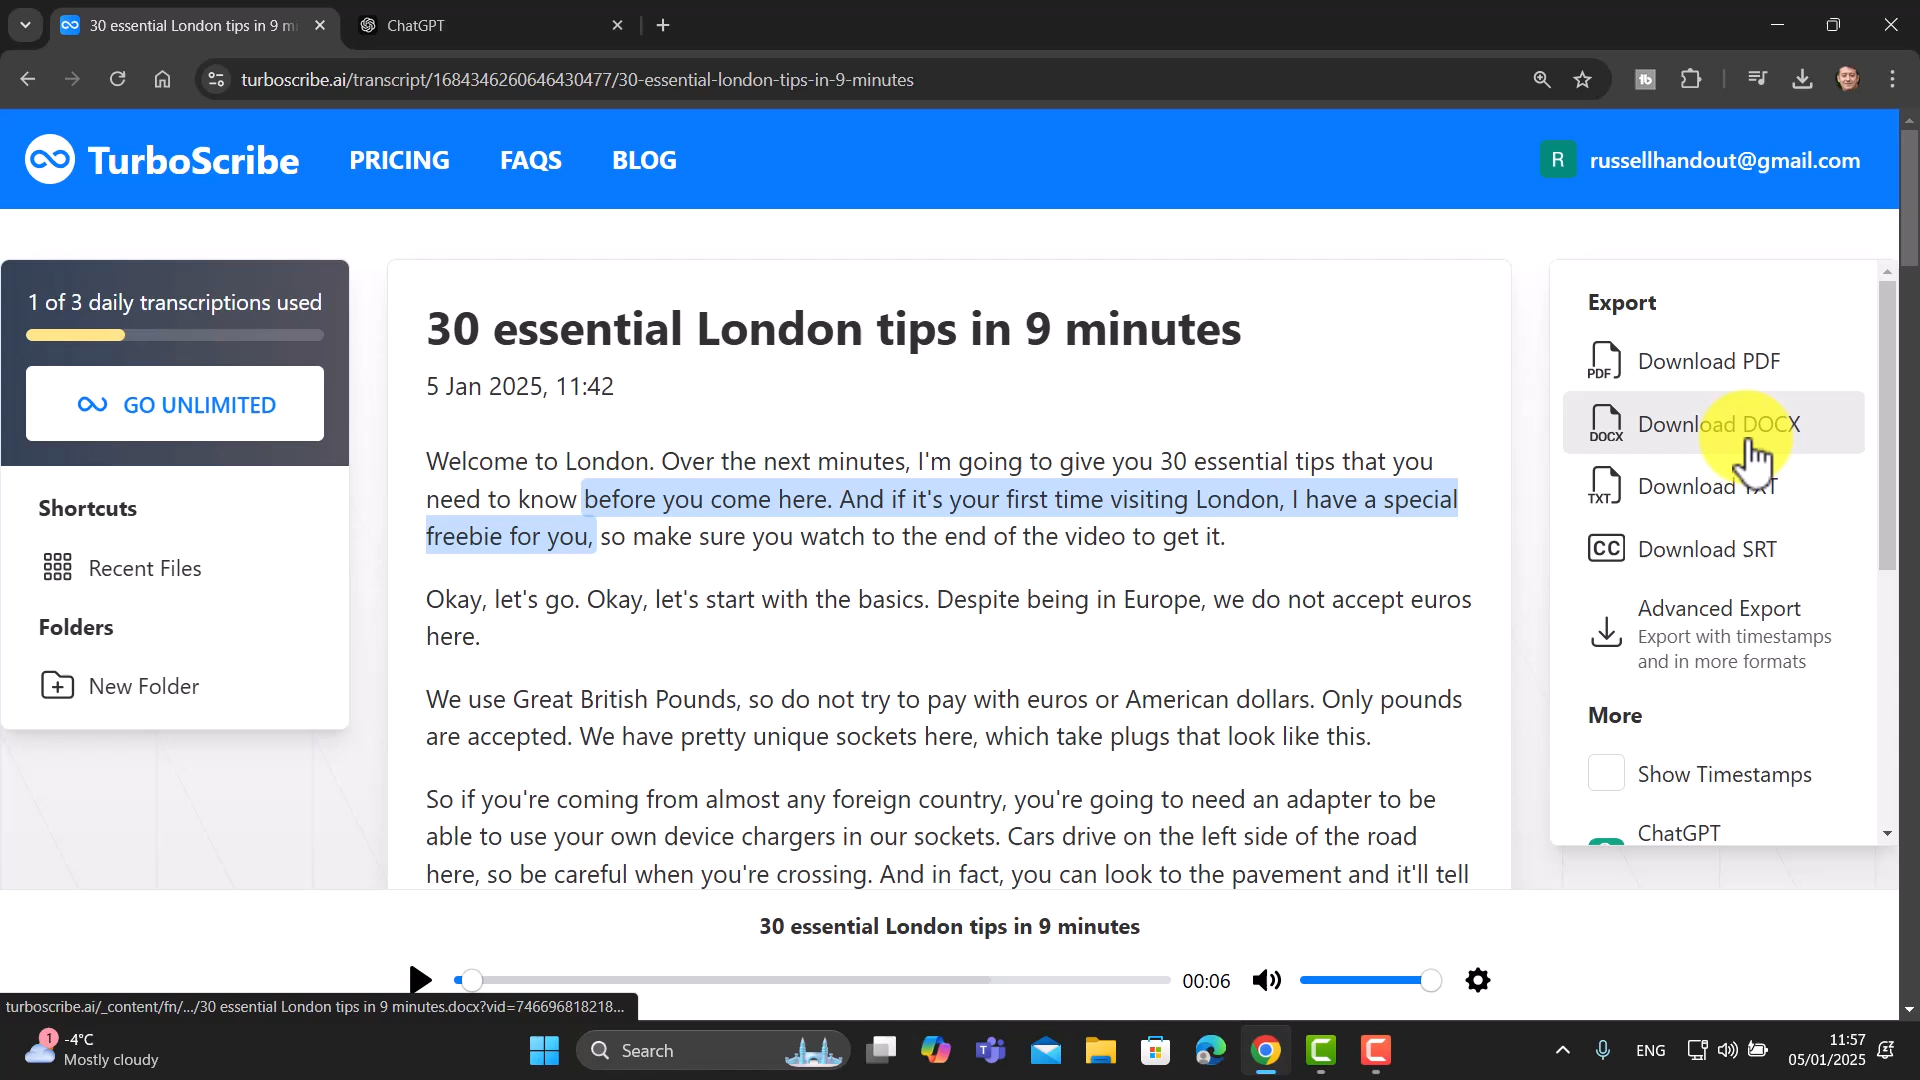 30 essential London tips in 9 m
ChatGPT
turboscribe.ai/transcript/1684346260646430477/30-essential-london-tips-in-9-minutes
TurboScribe
PRICING
FAQS
BLOG
R
russellhandout@gmail.com
1 of 3 daily transcriptions used
GO UNLIMITED
Shortcuts
Recent Files
Folders
New Folder
30 essential London tips in 9 minutes
5 Jan 2025, 11:42
Welcome to London. Over the next minutes, I'm going to give you 30 essential tips that you
need to know before you come here. And if it's your first time visiting London, I have a special
freebie for you, so make sure you watch to the end of the video to get it.
Okay, let's go. Okay, let's start with the basics. Despite being in Europe, we do not accept euros
here.
We use Great British Pounds, so do not try to pay with euros or American dollars. Only pounds
are accepted. We have pretty unique sockets here, which take plugs that look like this.
So if you're coming from almost any foreign country, you're going to need an adapter to be
able to use your own device chargers in our sockets. Cars drive on the left side of the road
here, so be careful when you're crossing. And in fact, you can look to the pavement and it'll tell
Export
PDF
Download PDF
DOCX
Download DOCX
TXT
Download TXT
CC
Download SRT
Advanced Export
Export with timestamps
and in more formats
More
Show Timestamps
ChatGPT
30 essential London tips in 9 minutes
00:06
turboscribe.ai/_content/fn/.../30 essential London tips in 9 minutes.docx?vid=746696818218...
1
-4°C
Mostly cloudy
Search
ENG
11:57
05/01/2025